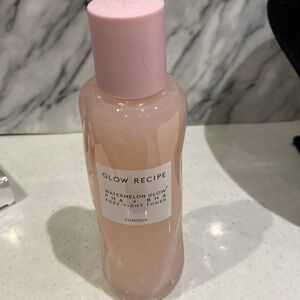 GLOW RECIPE
WATERMELON GLOW
PHA + BHA
PORE-TIGHT TONER
TONIQUE